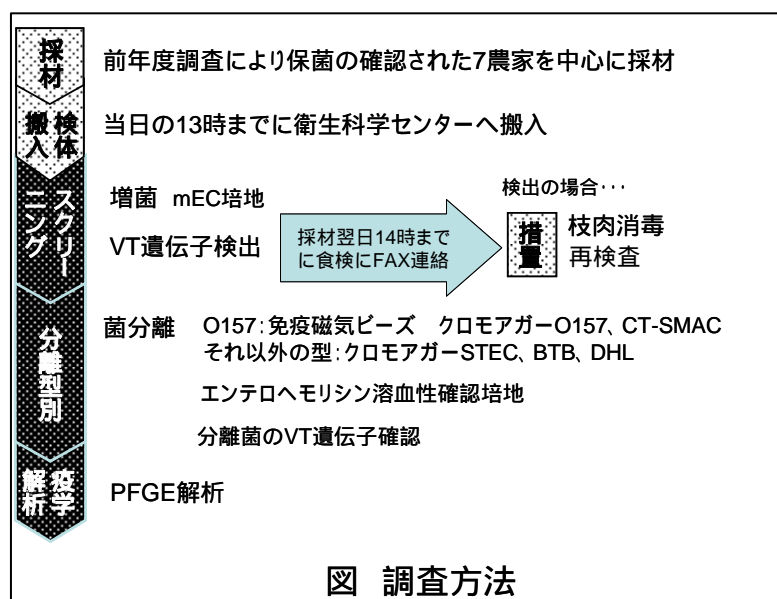 採材
前年度調査により保菌の確認された7農家を中心に採材
検体搬入
当日の13時までに衛生科学センターへ搬入
スクリーニング
増菌 mEC培地
VT遺伝子検出
採材翌日14時まで
に食検にFAX連絡
検出の場合･･･
措置
枝肉消毒
再検査
分離型別
菌分離 O157：免疫磁気ビーズ クロモアガーO157、CT-SMAC
それ以外の型：クロモアガーSTEC、BTB、DHL
エンテロヘモリシン溶血性確認培地
分離菌のVT遺伝子確認
疫学解析
PFGE解析
図 調査方法